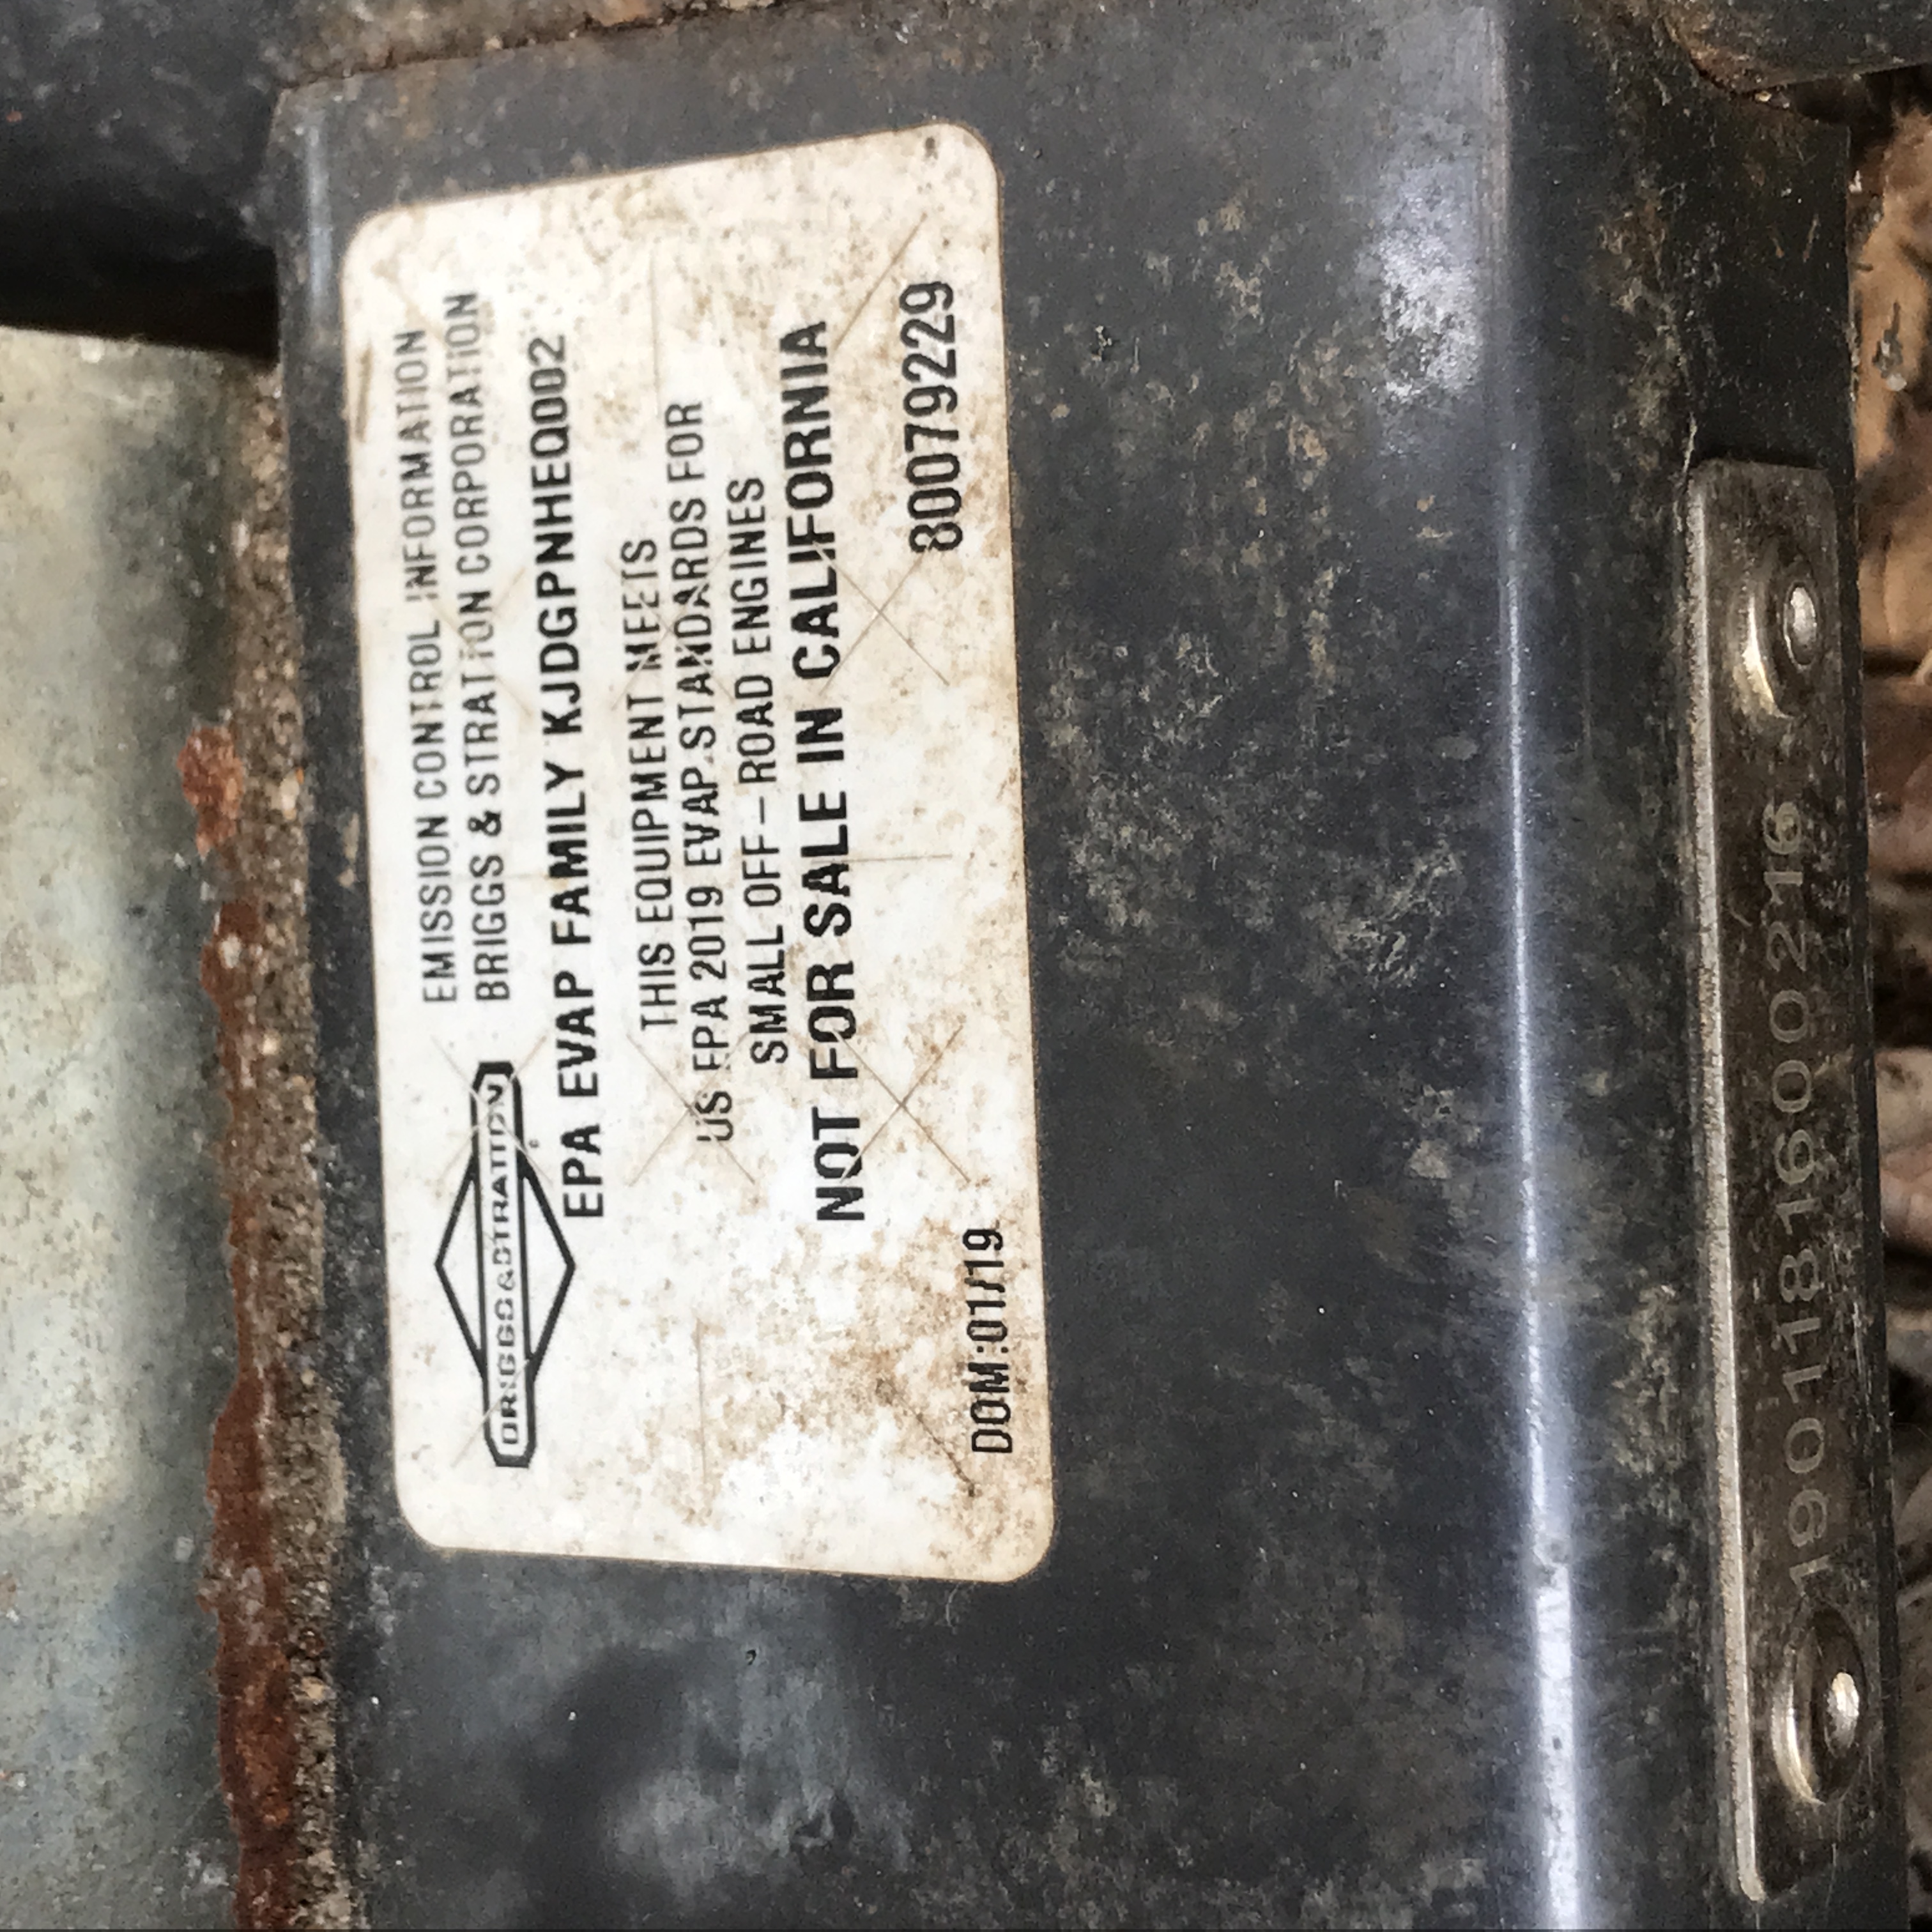 EMISSION CONTROL INFORMATION
BRIGGS & STRATTON CORPORATION
BRIGGS & STRATTON
EPA EVAP FAMILY KJDGPNHEQ002
THIS EQUIPMENT MEETS
US EPA 2019 EVAP STANDARDS FOR
SMALL OFF-ROAD ENGINES
NOT FOR SALE IN CALIFORNIA
DOM:01/19 80079229
1901181600216